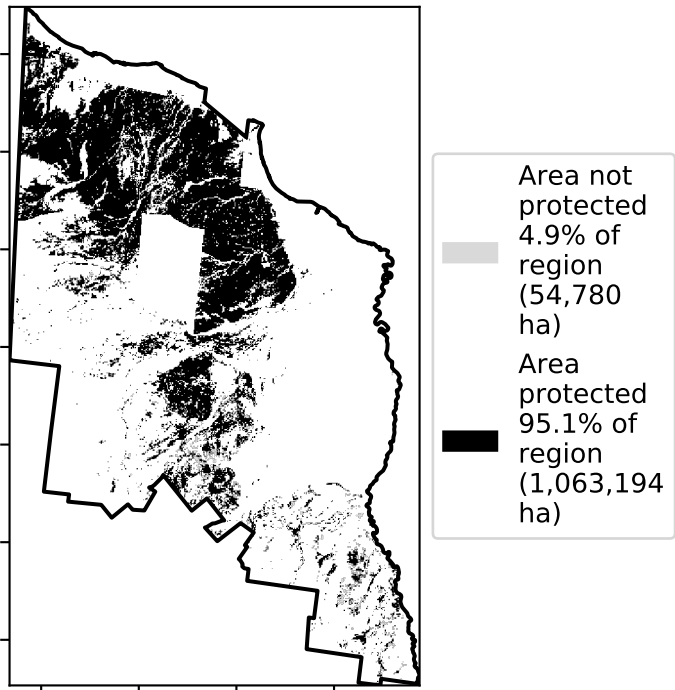 Area not
protected
4.9% of
region
(54,780
ha)
Area
protected
95.1% of
region
(1,063,194
ha)